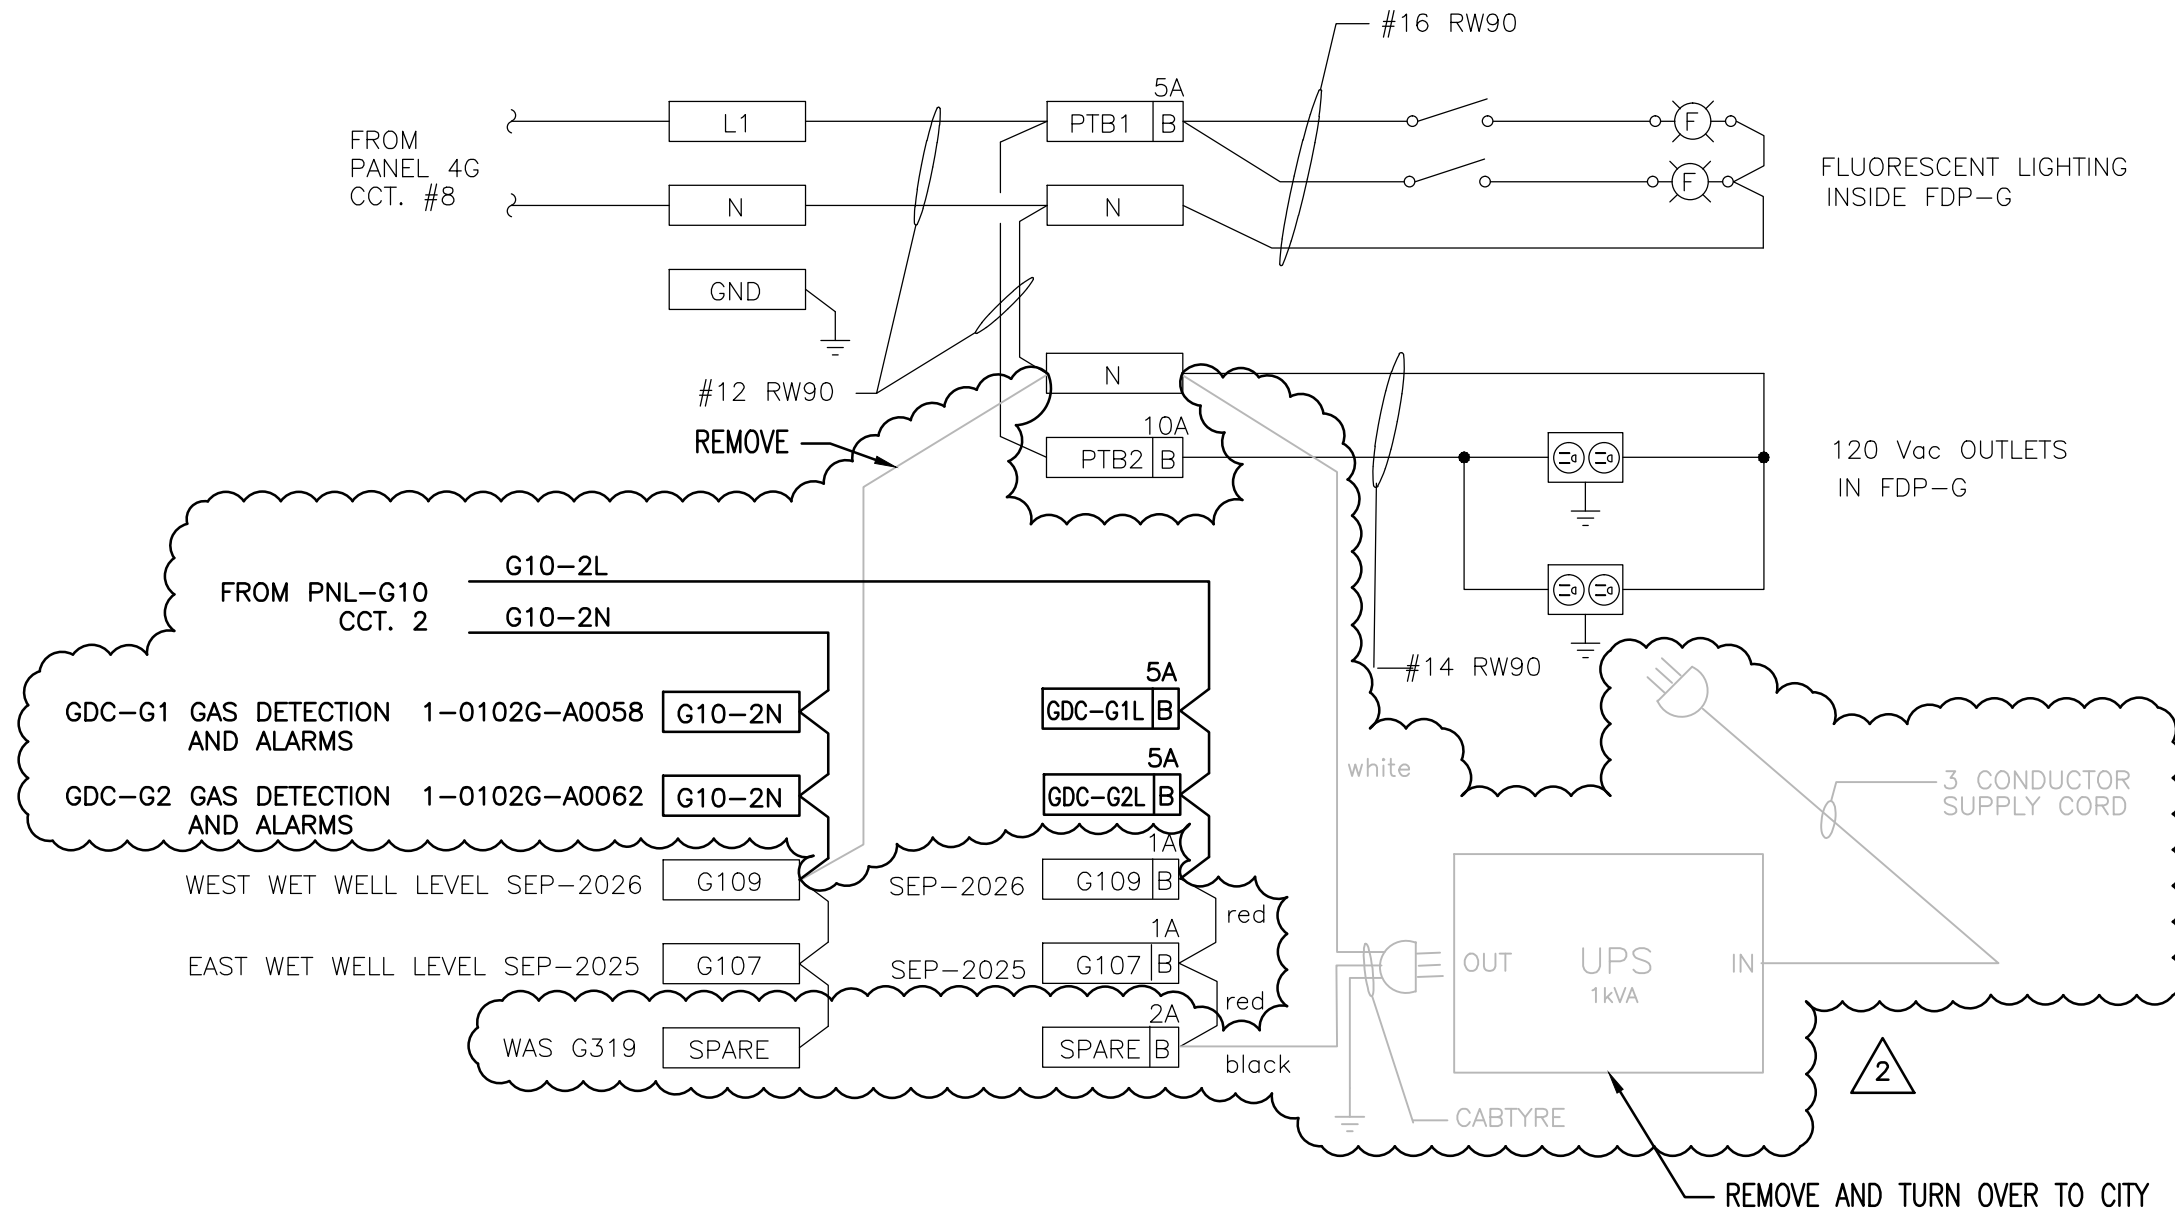 #16 RW90
5A
FROM
PANEL 4G
CCT. #8
L1
PTB1 B
F
F
FLUORESCENT LIGHTING
INSIDE FDP-G
N
N
GND
#12 RW90
N
REMOVE
10A
PTB2 B
120 Vac OUTLETS
IN FDP-G
#14 RW90
FROM PNL-G10
CCT. 2
G10-2L
G10-2N
GDC-G1 GAS DETECTION 1-0102G-A0058 G10-2N
AND ALARMS
5A
GDC-G1L B
GDC-G2 GAS DETECTION 1-0102G-A0062 G10-2N
AND ALARMS
5A
GDC-G2L B
white
3 CONDUCTOR
SUPPLY CORD
WEST WET WELL LEVEL SEP-2026 G109
1A
SEP-2026 G109 B
red
EAST WET WELL LEVEL SEP-2025 G107
1A
SEP-2025 G107 B
red
OUT UPS IN
1kVA
WAS G319 SPARE
2A
SPARE B
black
2
CABTYRE
REMOVE AND TURN OVER TO CITY